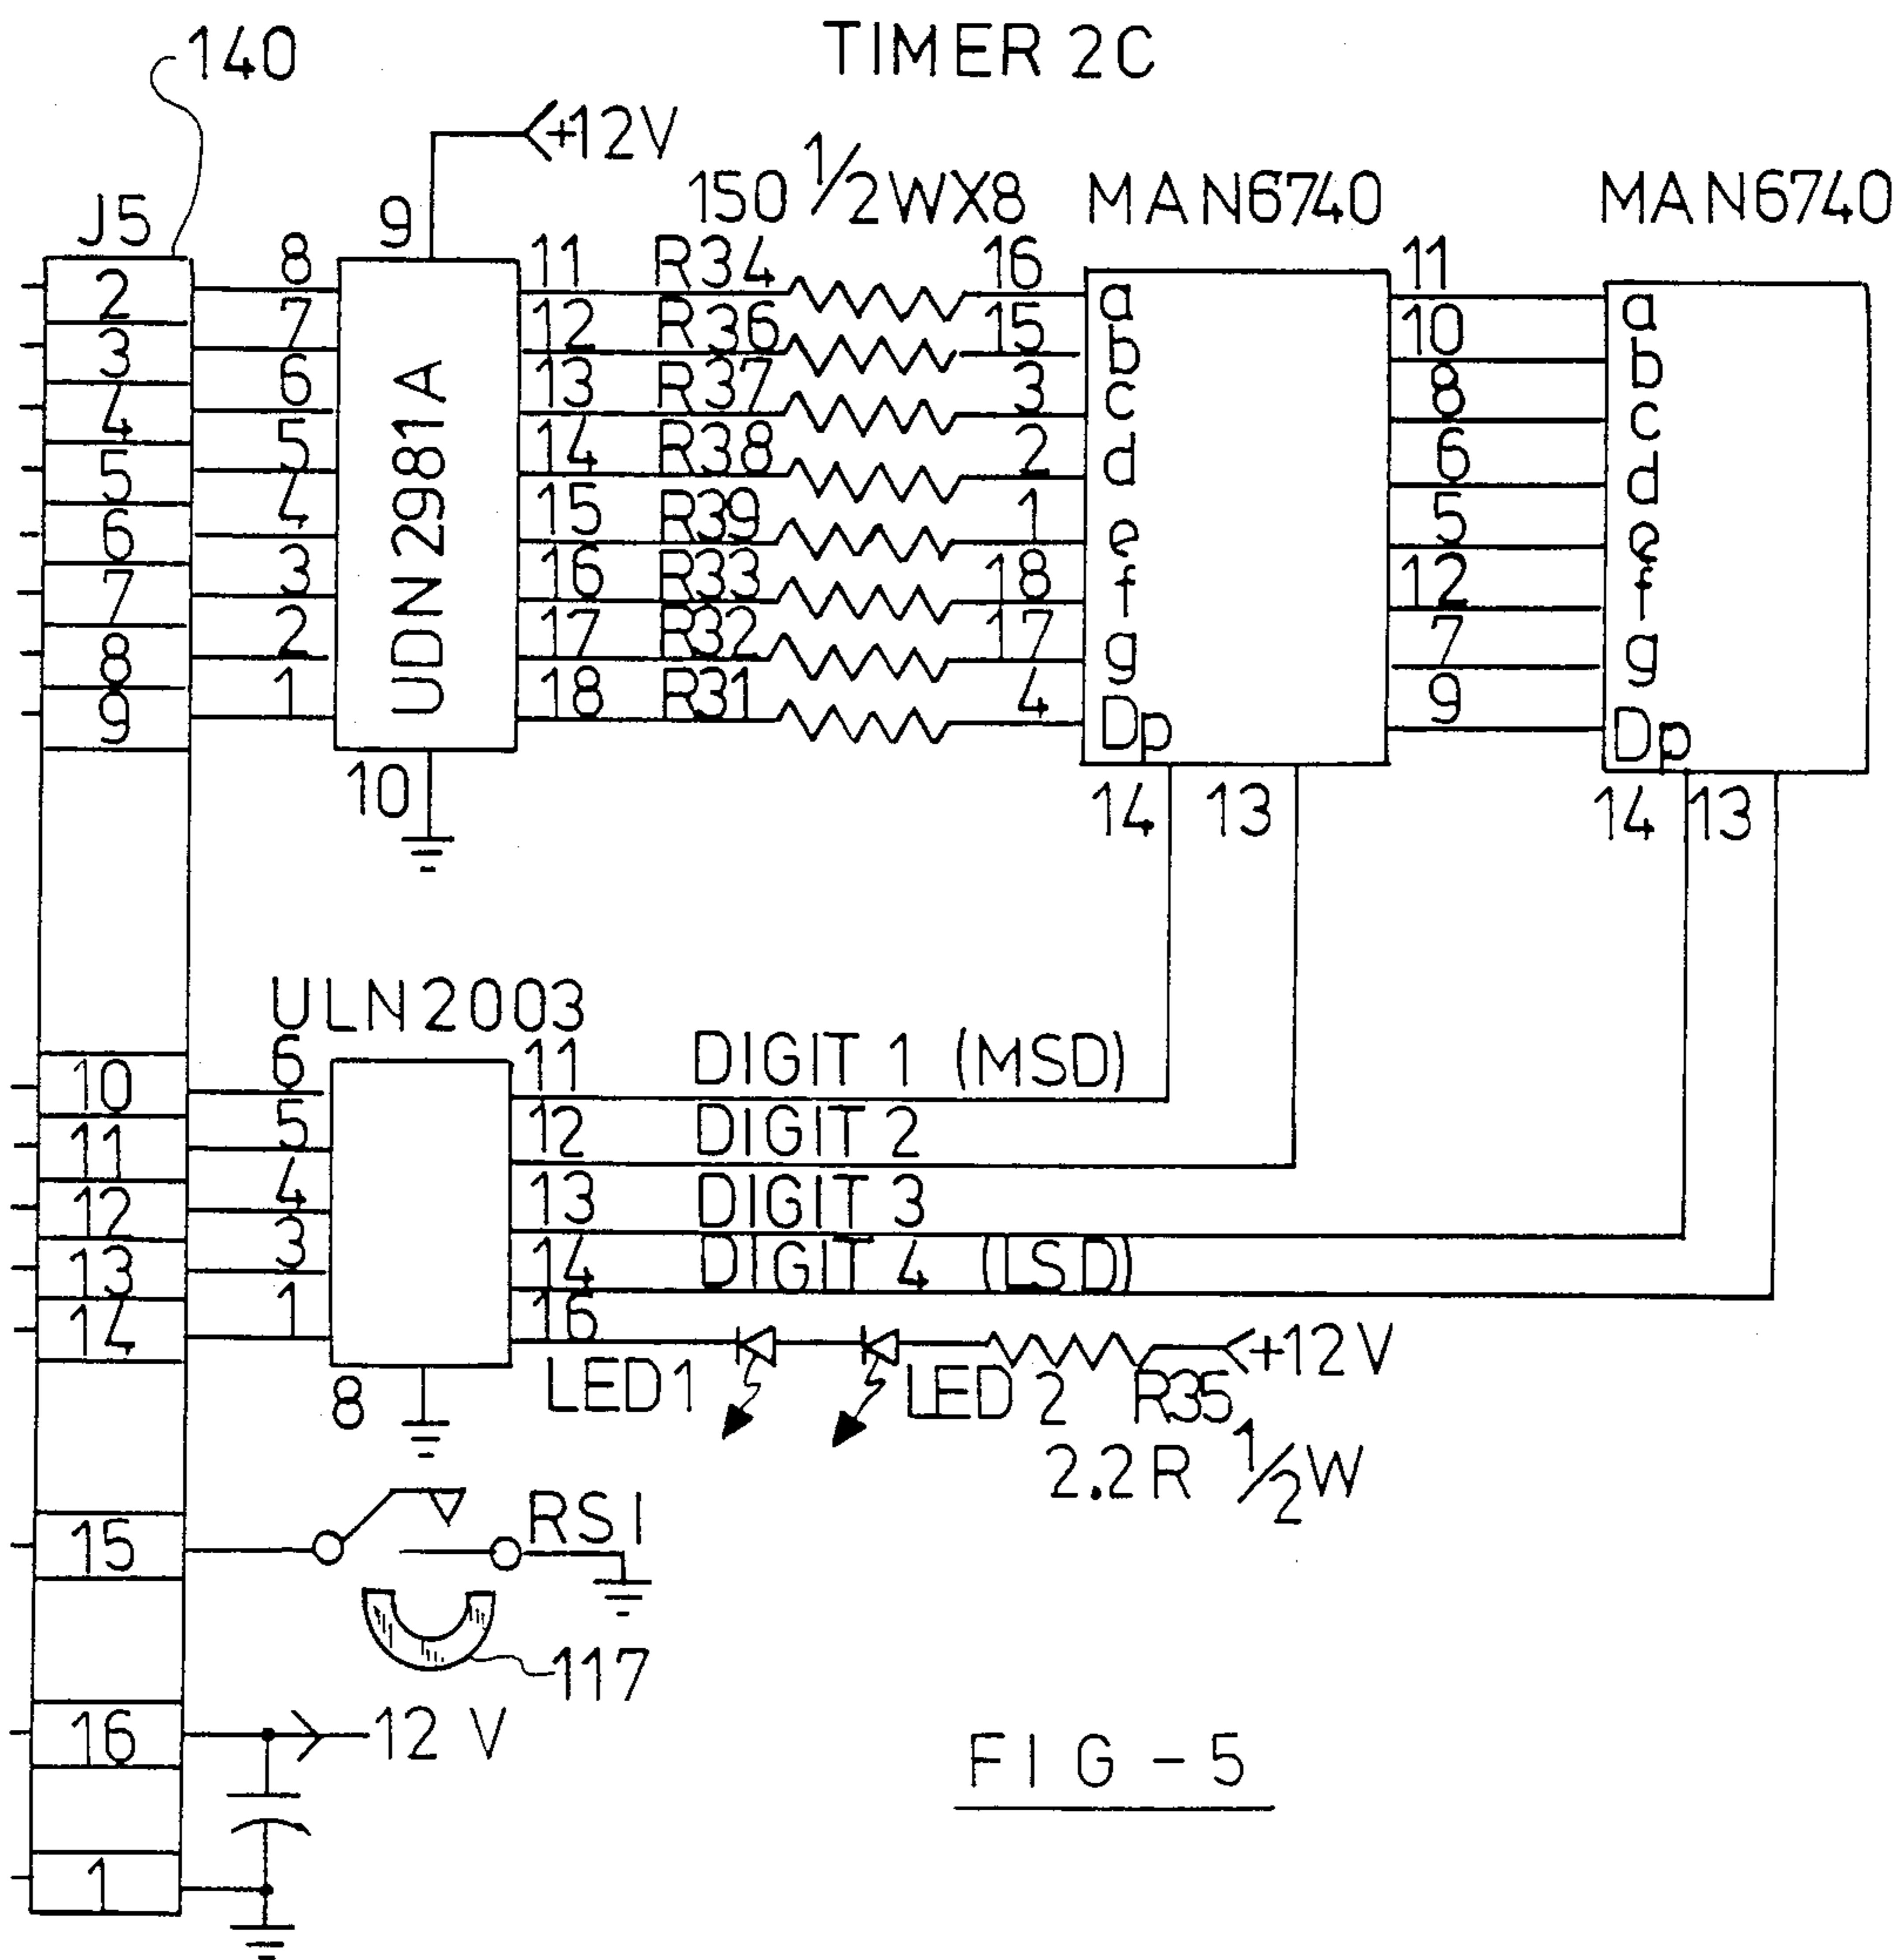 TIMER 2C
140
+12V
150 1/2WX8
MAN6740
MAN6740
J5
9
2
8
11
R34
16
a
11
a
3
7
12
R36
15
b
10
b
4
6
13
R37
3
c
8
c
5
5
14
R38
2
d
6
d
6
4
15
R39
1
e
5
e
7
3
16
R33
18
f
12
f
8
2
17
R32
17
g
7
g
9
1
18
R31
4
Dp
9
Dp
UDN2981A
10
14
13
14
13
ULN2003
10
6
11
DIGIT 1 (MSD)
11
5
12
DIGIT 2
12
4
13
DIGIT 3
13
3
14
DIGIT 4 (LSD)
14
1
16
+12V
8
LED1
LED2
R35
2.2R 1/2W
15
RS1
117
16
12 V
FIG-5
1